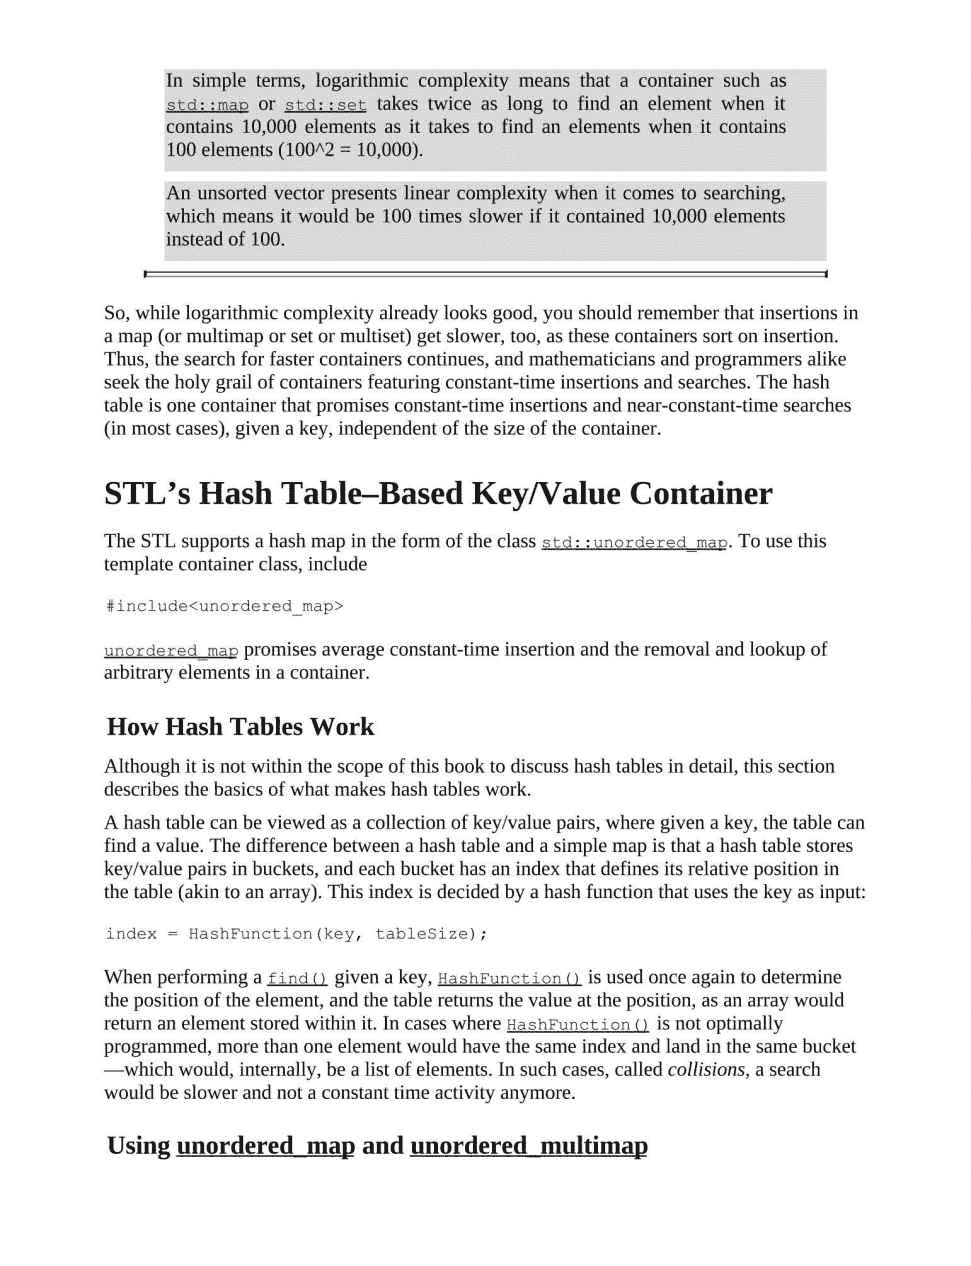 In simple terms, logarithmic complexity means that a container such as
std::map or std::set takes twice as long to find an element when it
contains 10,000 elements as it takes to find an elements when it contains
100 elements (100^2 = 10,000).
An unsorted vector presents linear complexity when it comes to searching,
which means it would be 100 times slower if it contained 10,000 elements
instead of 100.
So, while logarithmic complexity already looks good, you should remember that insertions in
a map (or multimap or set or multiset) get slower, too, as these containers sort on insertion.
Thus, the search for faster containers continues, and mathematicians and programmers alike
seek the holy grail of containers featuring constant-time insertions and searches. The hash
table is one container that promises constant-time insertions and near-constant-time searches
(in most cases), given a key, independent of the size of the container.
STL’s Hash Table–Based Key/Value Container
The STL supports a hash map in the form of the class std::unordered_map. To use this
template container class, include
#include<unordered_map>
unordered_map promises average constant-time insertion and the removal and lookup of
arbitrary elements in a container.
How Hash Tables Work
Although it is not within the scope of this book to discuss hash tables in detail, this section
describes the basics of what makes hash tables work.
A hash table can be viewed as a collection of key/value pairs, where given a key, the table can
find a value. The difference between a hash table and a simple map is that a hash table stores
key/value pairs in buckets, and each bucket has an index that defines its relative position in
the table (akin to an array). This index is decided by a hash function that uses the key as input:
index = HashFunction(key, tableSize);
When performing a find() given a key, HashFunction() is used once again to determine
the position of the element, and the table returns the value at the position, as an array would
return an element stored within it. In cases where HashFunction() is not optimally
programmed, more than one element would have the same index and land in the same bucket
—which would, internally, be a list of elements. In such cases, called collisions, a search
would be slower and not a constant time activity anymore.
Using unordered_map and unordered_multimap